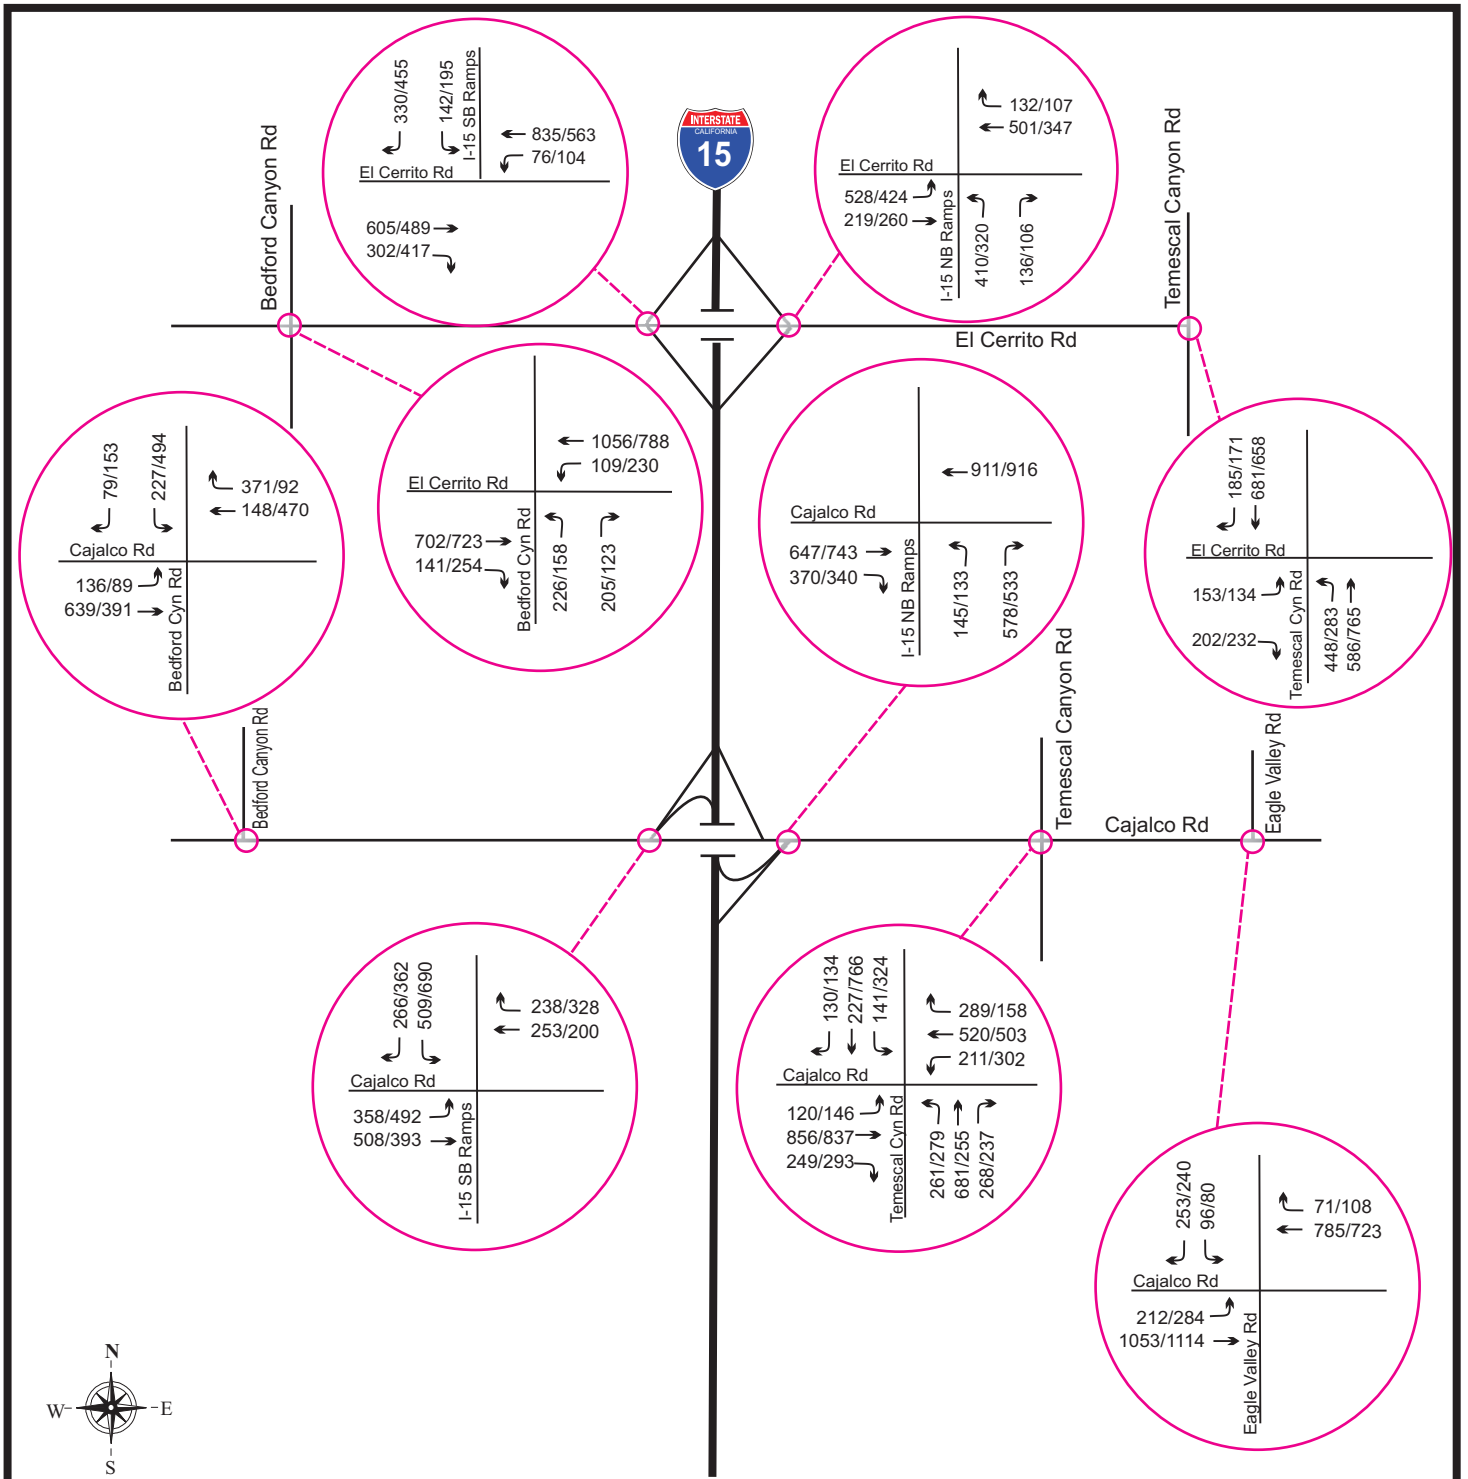 330/455
142/195
I-15 SB Ramps
835/563
76/104
El Cerrito Rd
605/489
302/417
INTERSTATE
CALIFORNIA
15
132/107
501/347
El Cerrito Rd
528/424
219/260
I-15 NB Ramps
410/320
136/106
Bedford Canyon Rd
Temescal Canyon Rd
El Cerrito Rd
79/153
227/494
371/92
148/470
Cajalco Rd
136/89
639/391
Bedford Cyn Rd
1056/788
109/230
El Cerrito Rd
702/723
141/254
Bedford Cyn Rd
226/158
205/123
911/916
Cajalco Rd
647/743
370/340
I-15 NB Ramps
145/133
578/533
185/171
681/658
El Cerrito Rd
153/134
202/232
Temescal Cyn Rd
448/283
586/765
Bedford Canyon Rd
Temescal Canyon Rd
Eagle Valley Rd
Cajalco Rd
266/362
509/690
238/328
253/200
Cajalco Rd
358/492
508/393
I-15 SB Ramps
130/134
227/766
141/324
289/158
520/503
211/302
Cajalco Rd
120/146
856/837
249/293
Temescal Cyn Rd
261/279
681/255
268/237
253/240
96/80
71/108
785/723
Cajalco Rd
212/284
1053/1114
Eagle Valley Rd
N
W
E
S